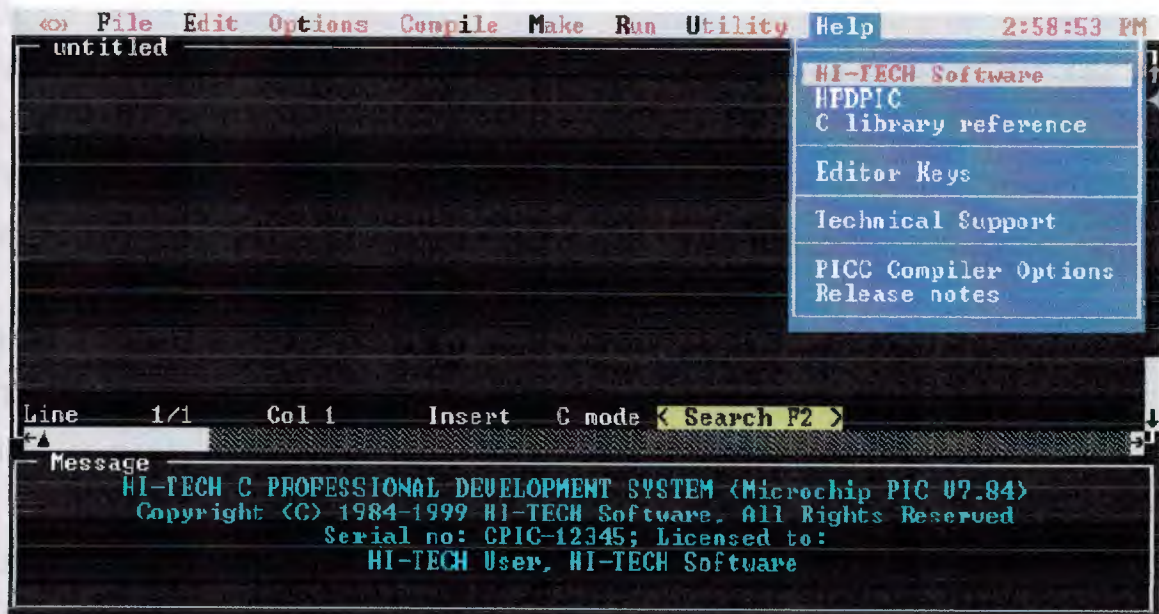 <<>> File Edit Options Compile Make Run Utility Help 2:58:53 PM
untitled
HI-TECH Software
HPDPIC
C library reference
Editor Keys
Technical Support
PICC Compiler Options
Release notes
Line 1/1 Col 1 Insert C mode < Search F2 >
Message
HI-TECH C PROFESSIONAL DEVELOPMENT SYSTEM (Microchip PIC V7.84)
Copyright (C) 1984-1999 HI-TECH Software. All Rights Reserved
Serial no: CPIC-12345; Licensed to:
HI-TECH User, HI-TECH Software